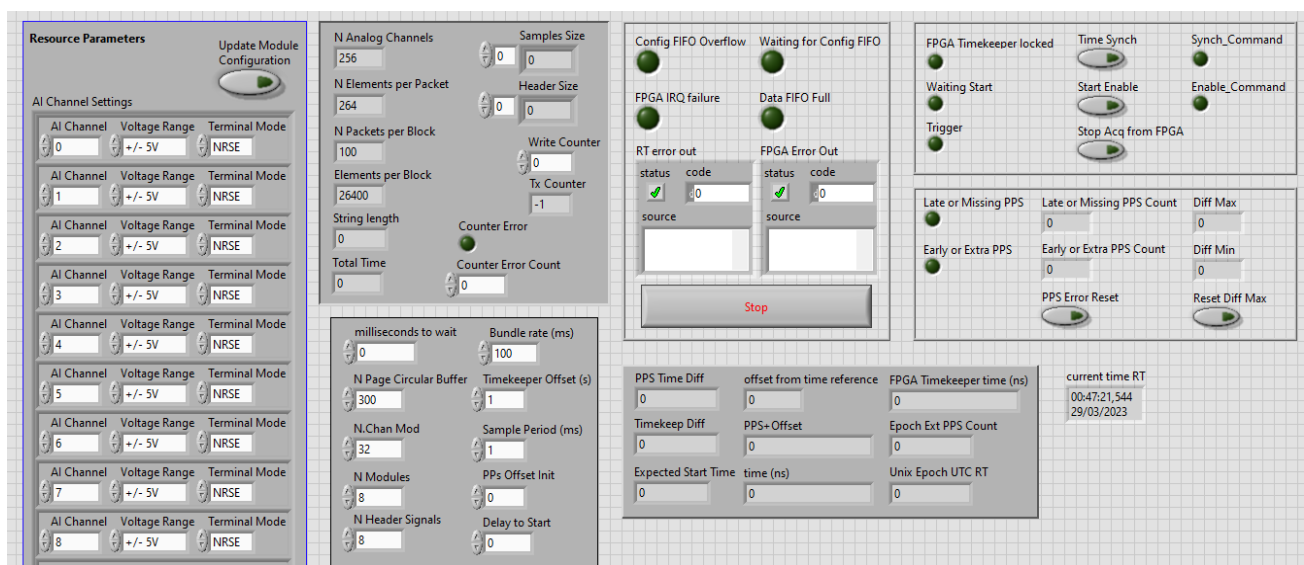 Resource Parameters
Update Module
Configuration
AI Channel Settings
AI Channel Voltage Range Terminal Mode
0 +/- 5V NRSE
AI Channel Voltage Range Terminal Mode
1 +/- 5V NRSE
AI Channel Voltage Range Terminal Mode
2 +/- 5V NRSE
AI Channel Voltage Range Terminal Mode
3 +/- 5V NRSE
AI Channel Voltage Range Terminal Mode
4 +/- 5V NRSE
AI Channel Voltage Range Terminal Mode
5 +/- 5V NRSE
AI Channel Voltage Range Terminal Mode
6 +/- 5V NRSE
AI Channel Voltage Range Terminal Mode
7 +/- 5V NRSE
AI Channel Voltage Range Terminal Mode
8 +/- 5V NRSE
N Analog Channels Samples Size
256 0 0
N Elements per Packet Header Size
264 0 0
N Packets per Block Write Counter
100 0
Elements per Block Tx Counter
26400 -1
String length Counter Error
0
Total Time Counter Error Count
0 0
milliseconds to wait Bundle rate (ms)
0 100
N Page Circular Buffer Timekeeper Offset (s)
300 1
N.Chan Mod Sample Period (ms)
32 1
N Modules PPs Offset Init
8 0
N Header Signals Delay to Start
8 0
Config FIFO Overflow Waiting for Config FIFO
FPGA IRQ failure Data FIFO Full
RT error out FPGA Error Out
status code status code
0 0
source source
Stop
FPGA Timekeeper locked Time Synch Synch_Command
Waiting Start Start Enable Enable_Command
Trigger Stop Acq from FPGA
Late or Missing PPS Late or Missing PPS Count Diff Max
0 0
Early or Extra PPS Early or Extra PPS Count Diff Min
0 0
PPS Error Reset Reset Diff Max
PPS Time Diff offset from time reference FPGA Timekeeper time (ns)
0 0 0
Timekeep Diff PPS+Offset Epoch Ext PPS Count
0 0 0
Expected Start Time time (ns) Unix Epoch UTC RT
0 0 0
current time RT
00:47:21,544
29/03/2023